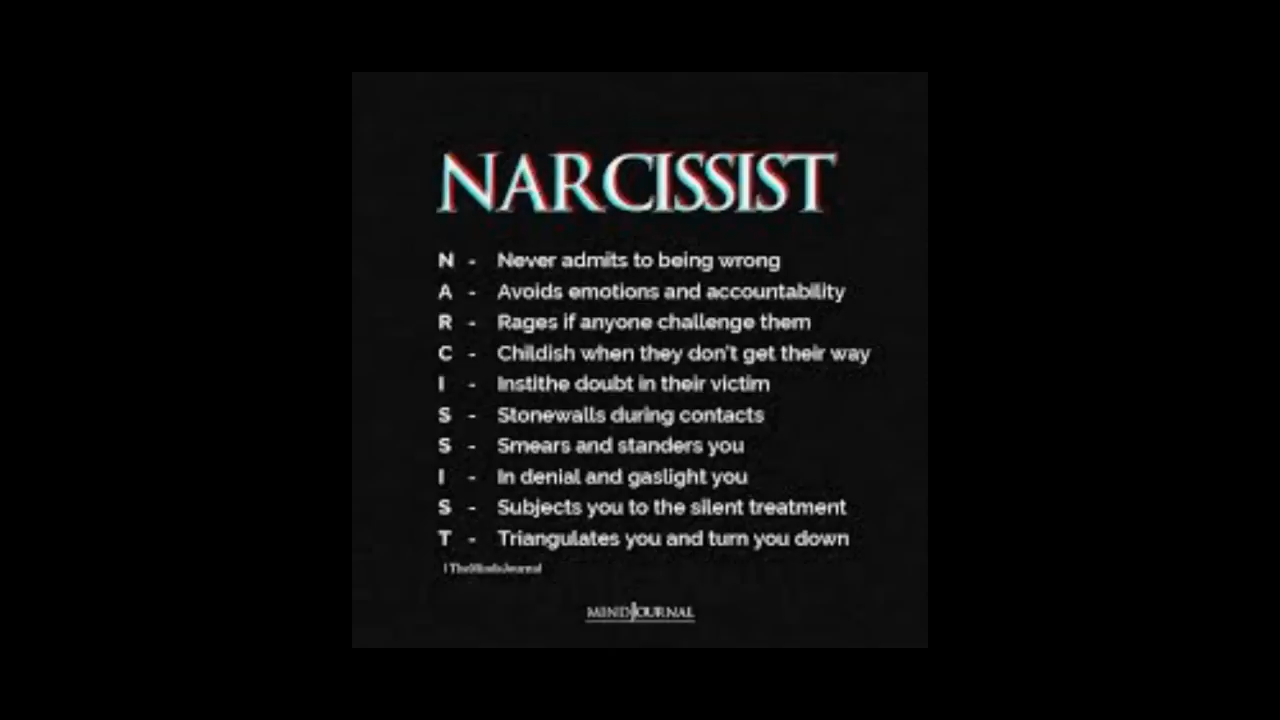 NARCISSIST
N - Never admits to being wrong
A - Avoids emotions and accountability
R - Rages if anyone challenge them
C - Childish when they don't get their way
I - Instithe doubt in their victim
S - Stonewalls during contacts
S - Smears and standers you
I - In denial and gaslight you
S - Subjects you to the silent treatment
T - Triangulates you and turn you down
| TheMindsJournal
MINDJOURNAL